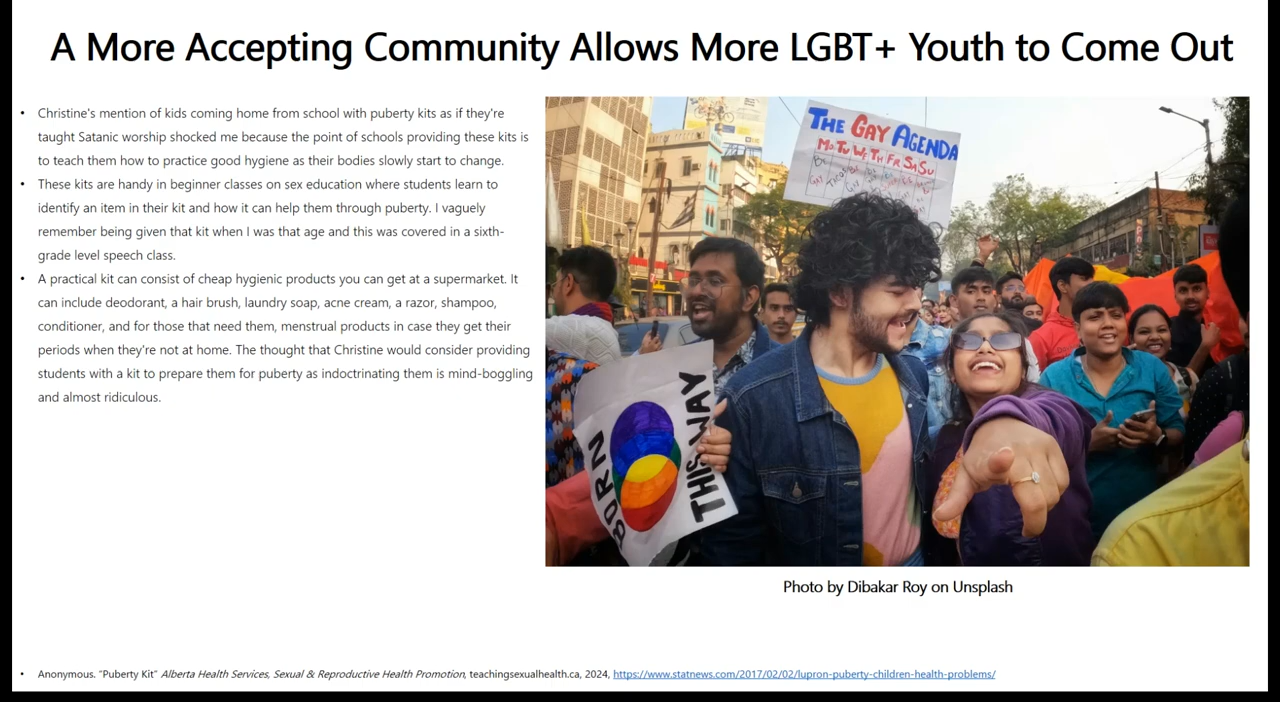 A More Accepting Community Allows More LGBT+ Youth to Come Out
• Christine's mention of kids coming home from school with puberty kits as if they're
taught Satanic worship shocked me because the point of schools providing these kits is
to teach them how to practice good hygiene as their bodies slowly start to change.
• These kits are handy in beginner classes on sex education where students learn to
identify an item in their kit and how it can help them through puberty. I vaguely
remember being given that kit when I was that age and this was covered in a sixth-
grade level speech class.
• A practical kit can consist of cheap hygienic products you can get at a supermarket. It
can include deodorant, a hair brush, laundry soap, acne cream, a razor, shampoo,
conditioner, and for those that need them, menstrual products in case they get their
periods when they're not at home. The thought that Christine would consider providing
students with a kit to prepare them for puberty as indoctrinating them is mind-boggling
and almost ridiculous.
THE GAY AGENDA
Mo Tu We Th Fr Sa Su
BORN
THIS WAY
Photo by Dibakar Roy on Unsplash
• Anonymous. "Puberty Kit" Alberta Health Services, Sexual & Reproductive Health Promotion, teachingsexualhealth.ca, 2024, https://www.statnews.com/2017/02/02/lupron-puberty-children-health-problems/